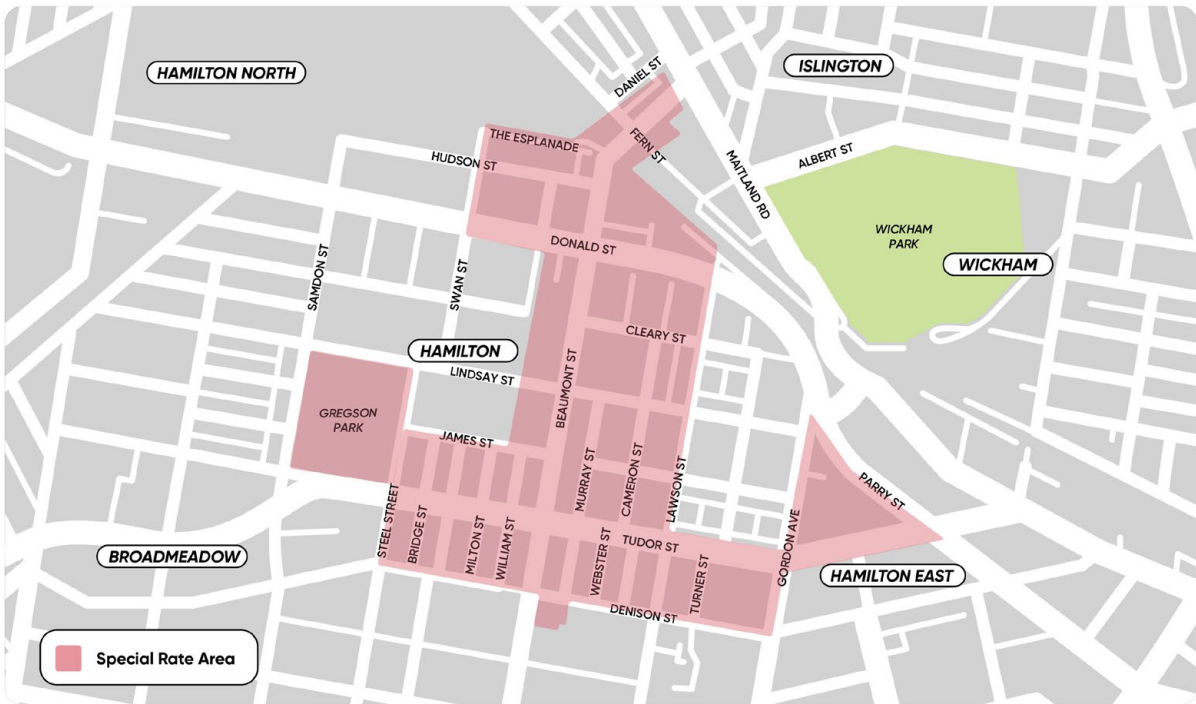 HAMILTON NORTH
DANIEL ST
ISLINGTON
THE ESPLANADE
FERN ST
HUDSON ST
MAITLAND RD
ALBERT ST
WICKHAM
PARK
WICKHAM
DONALD ST
SAMDON ST
SWAN ST
CLEARY ST
HAMILTON
LINDSAY ST
BEAUMONT ST
GREGSON
PARK
JAMES ST
MURRAY ST
CAMERON ST
LAWSON ST
PARRY ST
STEEL STREET
BRIDGE ST
MILTON ST
WILLIAM ST
WEBSTER ST
TUDOR ST
TURNER ST
GORDON AVE
BROADMEADOW
HAMILTON EAST
DENISON ST
Special Rate Area